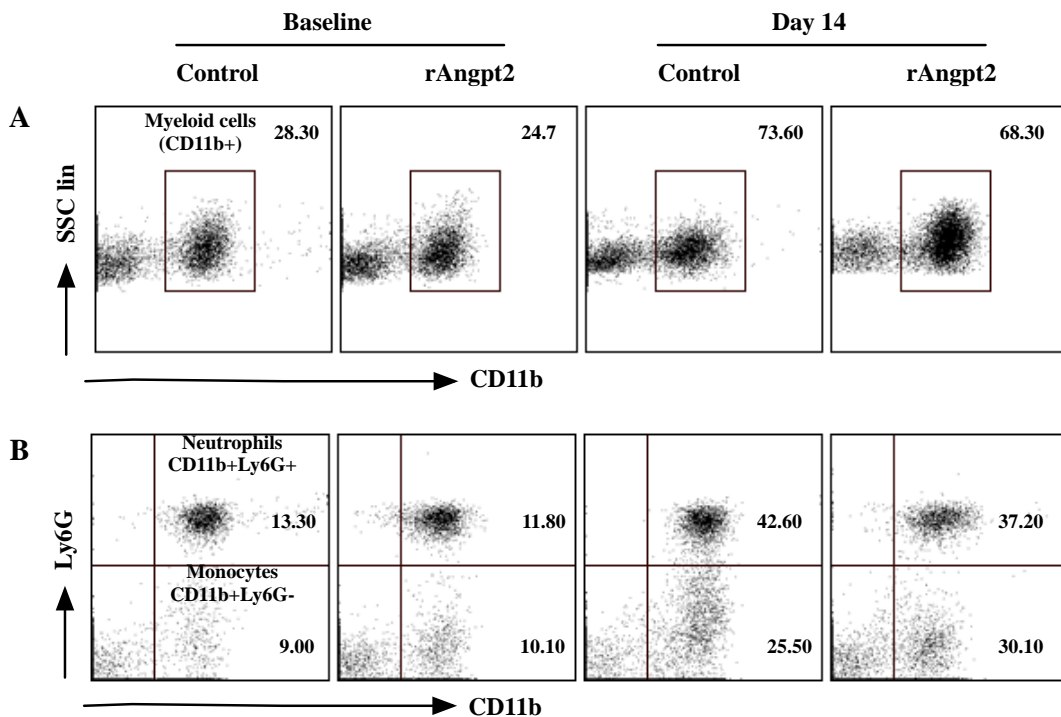 Baseline Day 14
Control rAngpt2 Control rAngpt2
A
Myeloid cells
(CD11b+)
28.30 24.7 73.60 68.30
SSC lin
CD11b
B
Neutrophils
CD11b+Ly6G+
13.30 11.80 42.60 37.20
Ly6G
Monocytes
CD11b+Ly6G-
9.00 10.10 25.50 30.10
CD11b